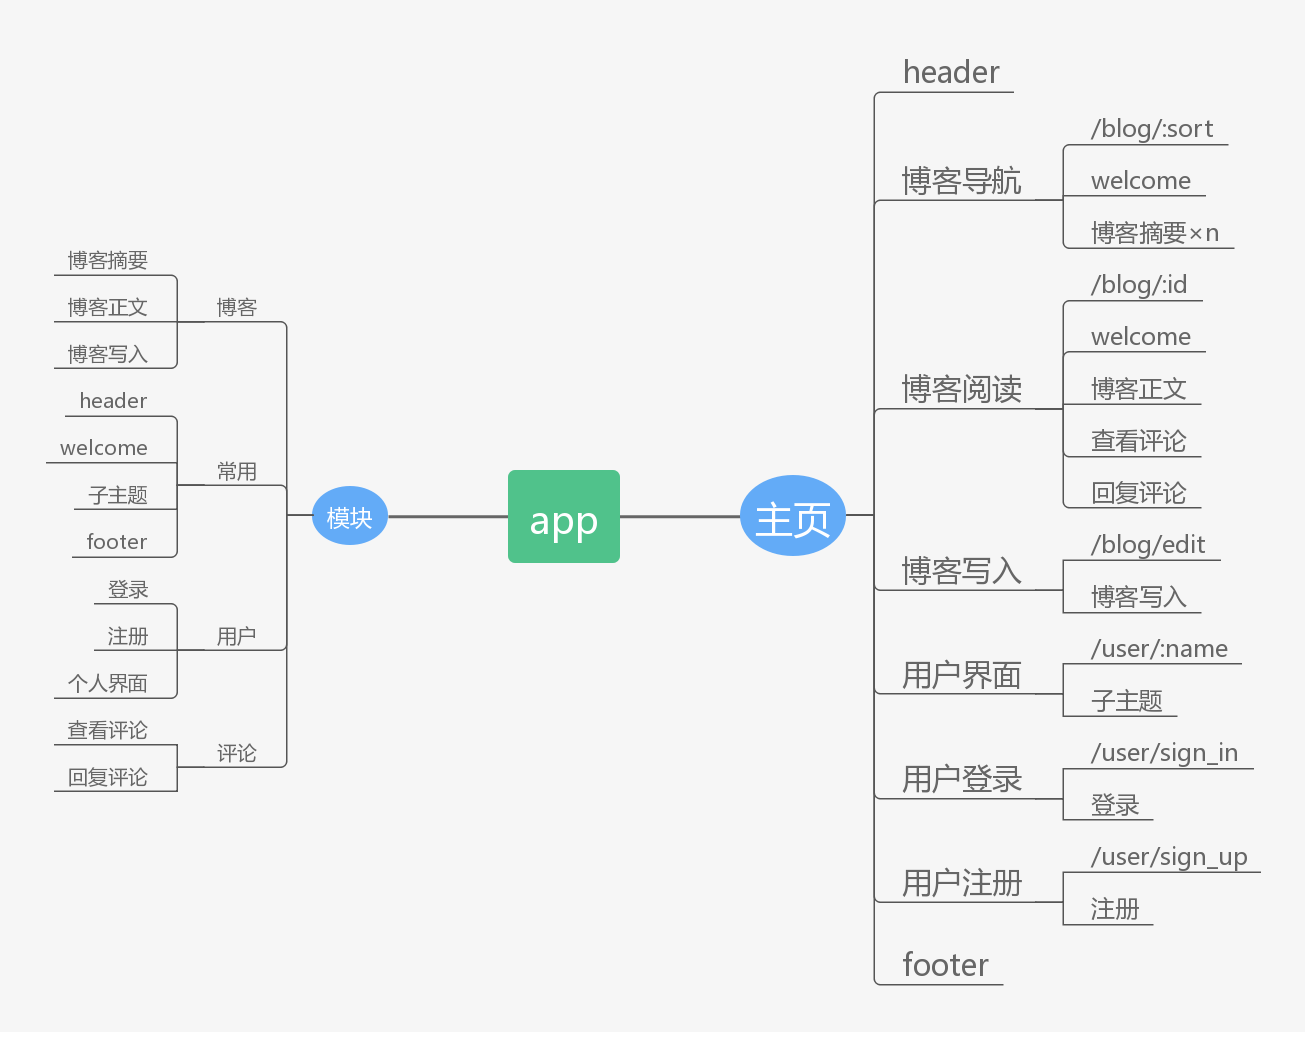 app
主页
header
博客导航
/blog/:sort
welcome
博客摘要×n
博客阅读
/blog/:id
welcome
博客正文
查看评论
回复评论
博客写入
/blog/edit
博客写入
用户界面
/user/:name
子主题
用户登录
/user/sign_in
登录
用户注册
/user/sign_up
注册
footer
模块
博客
博客摘要
博客正文
博客写入
常用
header
welcome
子主题
footer
用户
登录
注册
个人界面
评论
查看评论
回复评论